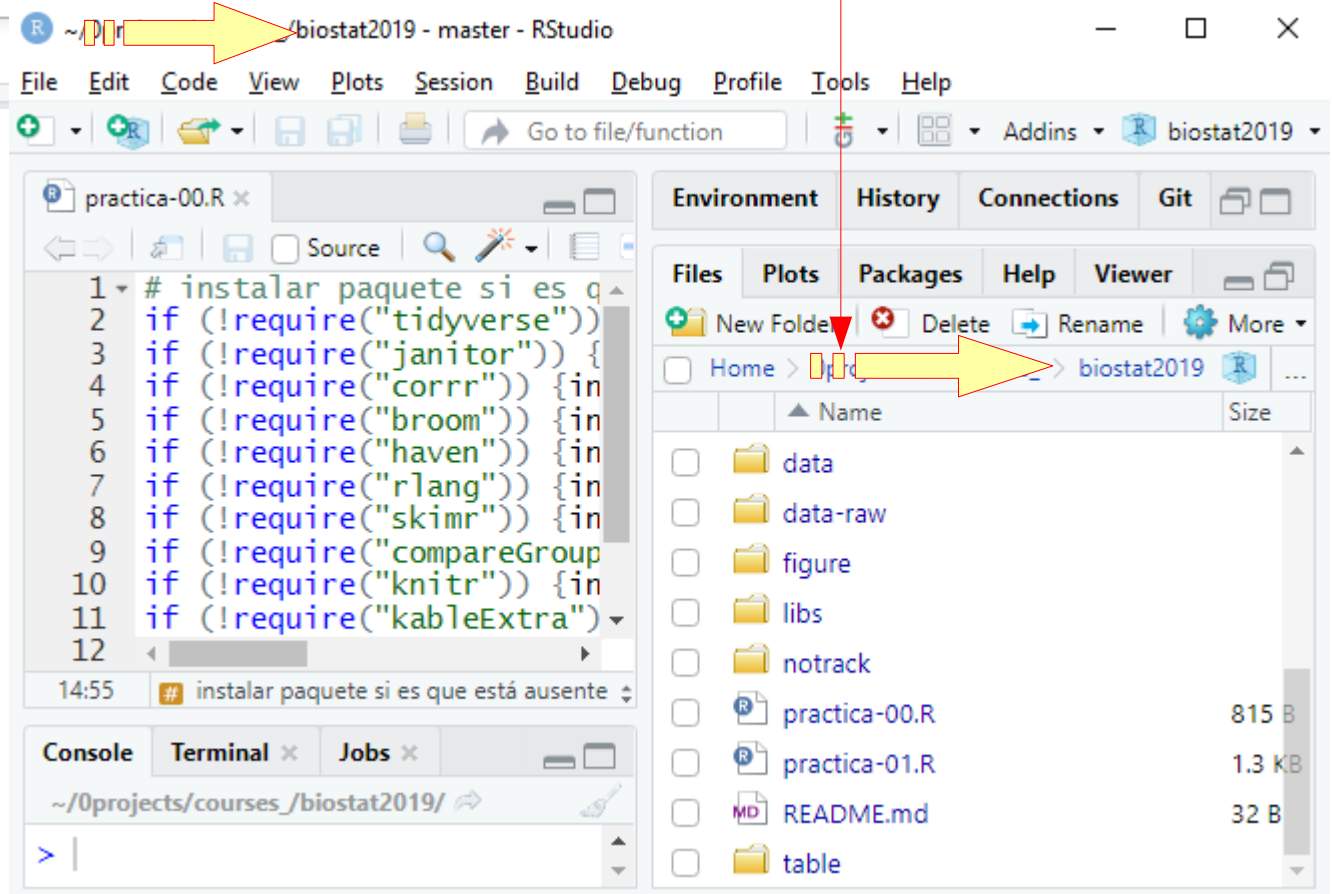 /biostat2019 - master - RStudio
File Edit Code View Plots Session Build Debug Profile Tools Help
Go to file/function Addins biostat2019
practica-00.R
Source
1 # instalar paquete si es q
2 if (!require("tidyverse"))
3 if (!require("janitor")) {
4 if (!require("corrr")) {in
5 if (!require("broom")) {in
6 if (!require("haven")) {in
7 if (!require("rlang")) {in
8 if (!require("skimr")) {in
9 if (!require("compareGroup
10 if (!require("knitr")) {in
11 if (!require("kableExtra")
12
14:55 # instalar paquete si es que está ausente
Console Terminal Jobs
~/0projects/courses_/biostat2019/
>
Environment History Connections Git
Files Plots Packages Help Viewer
New Folder Delete Rename More
Home > > biostat2019 ...
Name Size
data
data-raw
figure
libs
notrack
practica-00.R 815 B
practica-01.R 1.3 KB
MD README.md 32 B
table